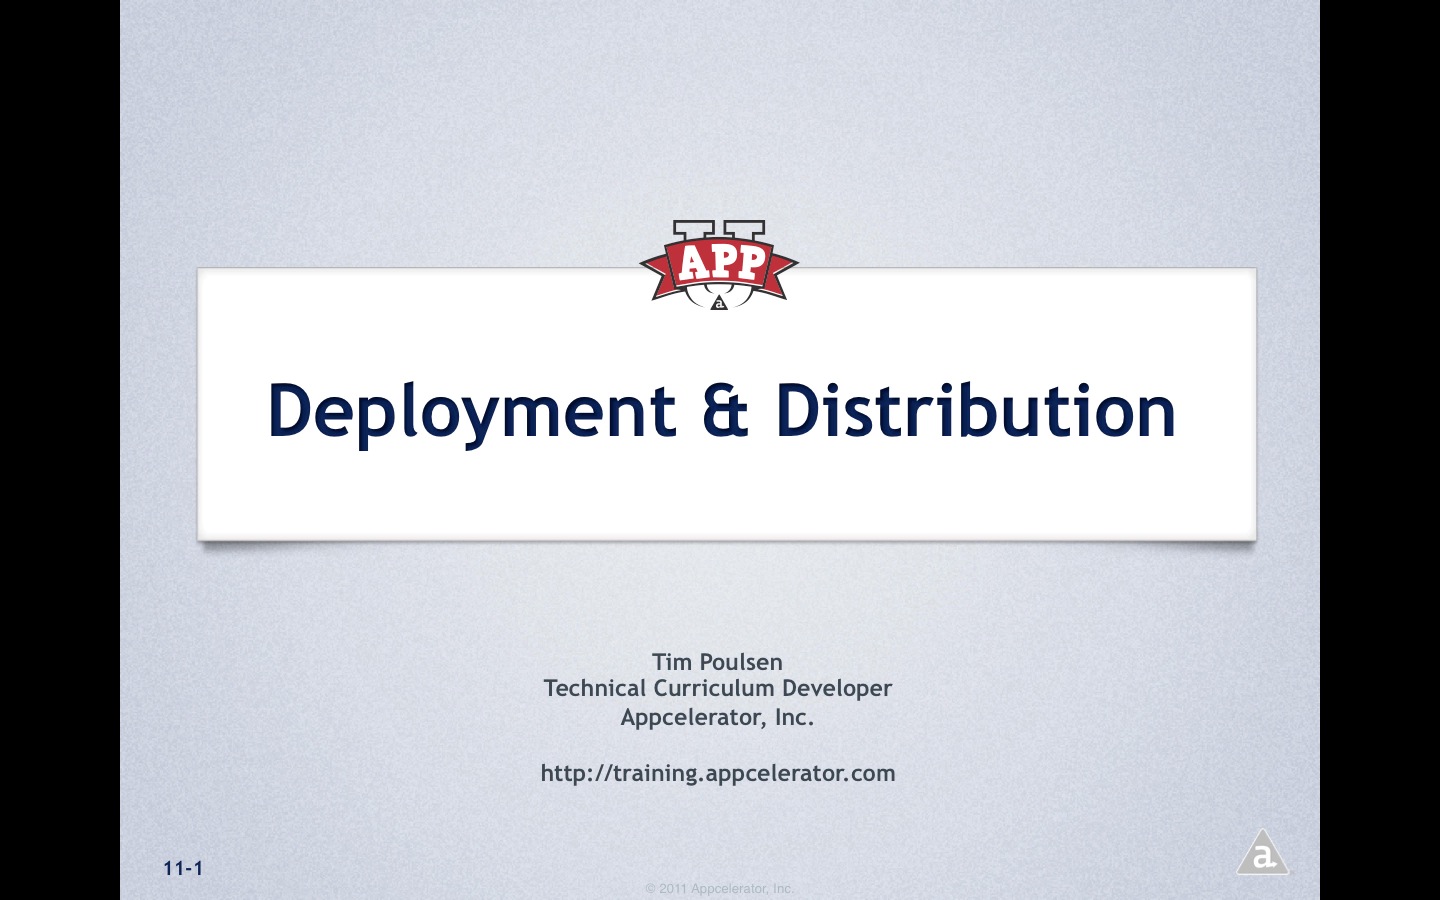 U
APP
a
Deployment & Distribution
Tim Poulsen
Technical Curriculum Developer
Appcelerator, Inc.
http://training.appcelerator.com
11-1
a
© 2011 Appcelerator, Inc.